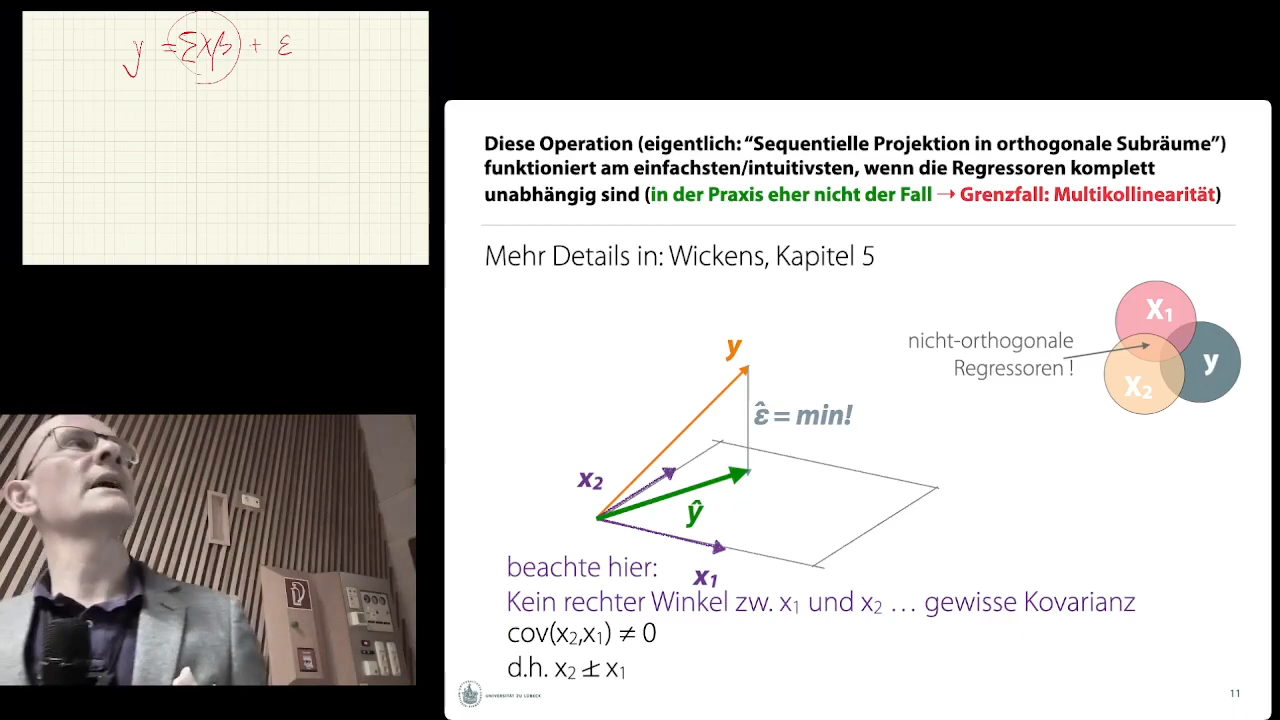 y = Σxβ + ε
Diese Operation (eigentlich: “Sequentielle Projektion in orthogonale Subräume”)
funktioniert am einfachsten/intuitivsten, wenn die Regressoren komplett
unabhängig sind (in der Praxis eher nicht der Fall → Grenzfall: Multikollinearität)
Mehr Details in: Wickens, Kapitel 5
X₁
nicht-orthogonale
Regressoren !
y
X₂
y
ε̂ = min!
x₂
ŷ
x₁
beachte hier:
Kein rechter Winkel zw. x₁ und x₂ … gewisse Kovarianz
cov(x₂,x₁) ≠ 0
d.h. x₂ ⊥̸ x₁
UNIVERSITÄT ZU LÜBECK
11